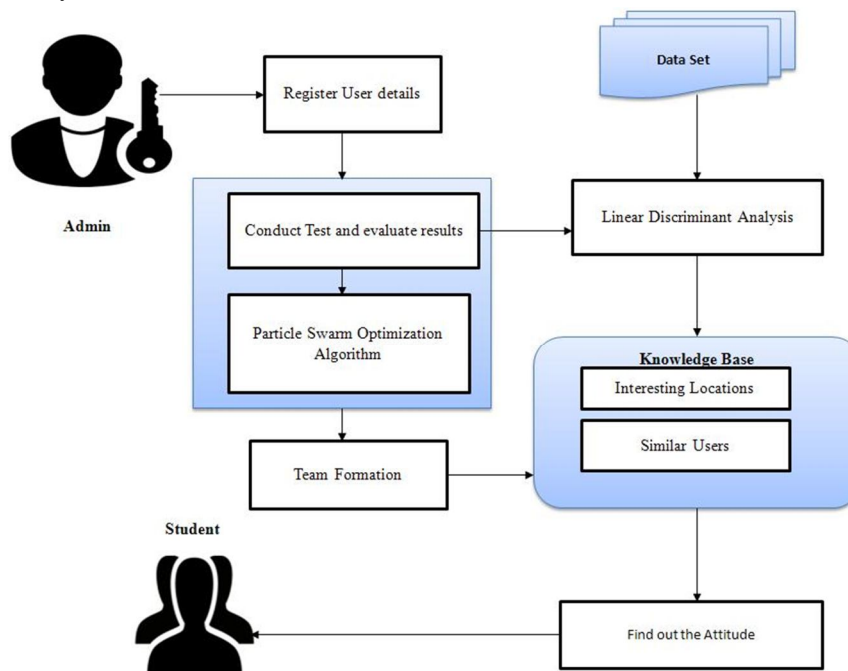 Data Set
Register User details
Admin
Conduct Test and evaluate results
Linear Discriminant Analysis
Particle Swarm Optimization
Algorithm
Knowledge Base
Interesting Locations
Similar Users
Team Formation
Student
Find out the Attitude